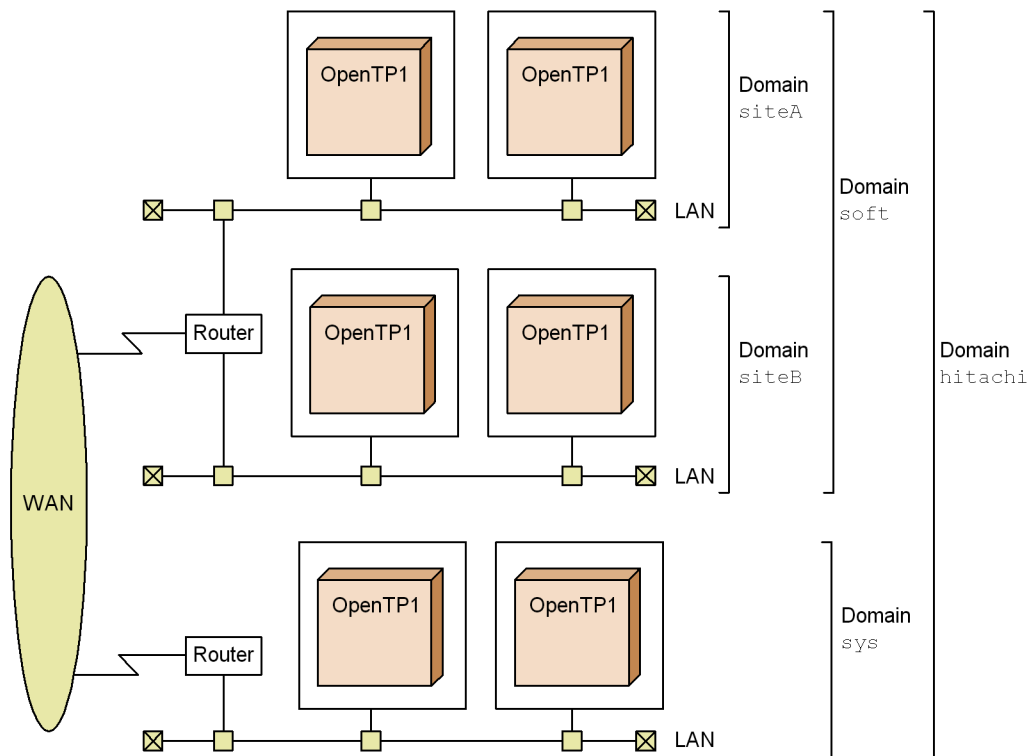 OpenTP1
OpenTP1
Domain
siteA
LAN
Domain
soft
Router
OpenTP1
OpenTP1
Domain
siteB
Domain
hitachi
LAN
WAN
OpenTP1
OpenTP1
Domain
sys
Router
LAN